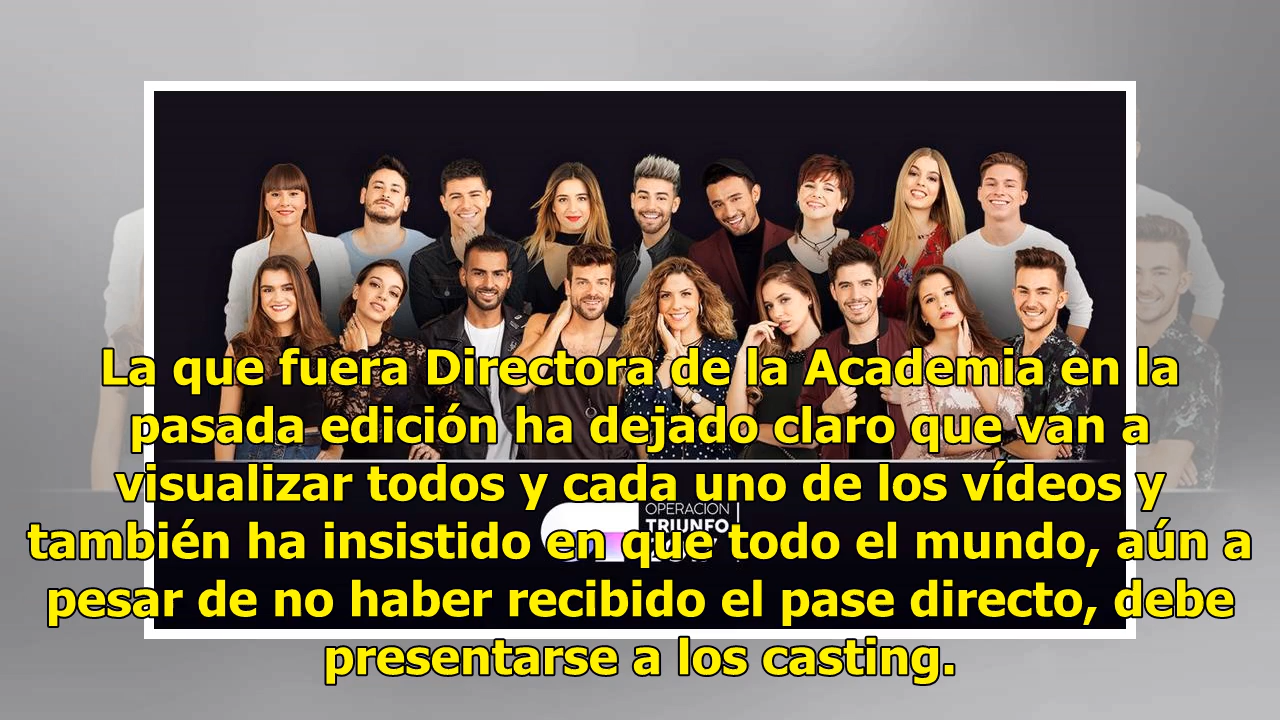 La que fuera Directora de la Academia en la
pasada edición ha dejado claro que van a
visualizar todos y cada uno de los vídeos y
también ha insistido en que todo el mundo, aún a
pesar de no haber recibido el pase directo, debe
presentarse a los casting.
OPERACIÓN
TRIUNFO